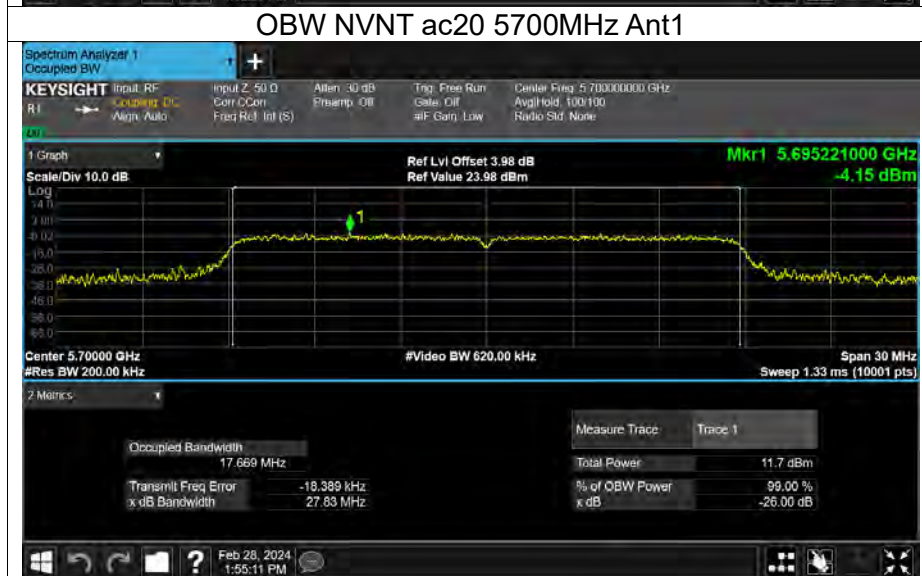 OBW NVNT ac20 5700MHz Ant1
Spectrum Analyzer 1
Occupied BW
KEYSIGHT Input: RF
Coupling: DC
Align: Auto
Input Z: 50 Ω
Corr CCorr
Freq Ref: Int (S)
Atten: 30 dB
Preamp: Off
Trig: Free Run
Gate: Off
#IF Gain: Low
Center Freq: 5.700000000 GHz
Avg|Hold: 100/100
Radio Std: None
1 Graph
Scale/Div 10.0 dB
Ref Lvl Offset 3.98 dB
Ref Value 23.98 dBm
Mkr1 5.695221000 GHz
-4.15 dBm
Log
1
Center 5.70000 GHz
#Res BW 200.00 kHz
#Video BW 620.00 kHz
Span 30 MHz
Sweep 1.33 ms (10001 pts)
2 Metrics
Occupied Bandwidth
17.669 MHz
Transmit Freq Error -18.389 kHz
x dB Bandwidth 27.83 MHz
Measure Trace Trace 1
Total Power 11.7 dBm
% of OBW Power 99.00 %
x dB -26.00 dB
Feb 28, 2024
1:55:11 PM